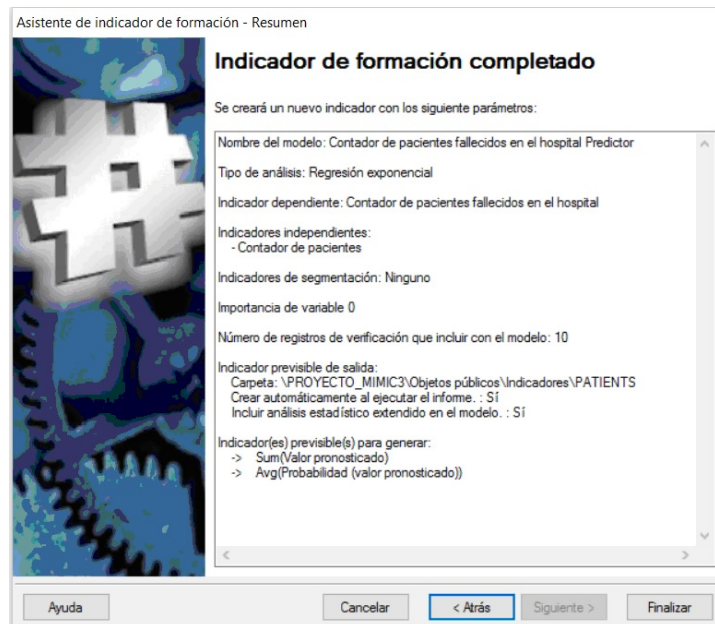 Asistente de indicador de formación - Resumen
Indicador de formación completado
Se creará un nuevo indicador con los siguiente parámetros:
Nombre del modelo: Contador de pacientes fallecidos en el hospital Predictor
Tipo de análisis: Regresión exponencial
Indicador dependiente: Contador de pacientes fallecidos en el hospital
Indicadores independientes:
- Contador de pacientes
Indicadores de segmentación: Ninguno
Importancia de variable 0
Número de registros de verificación que incluir con el modelo: 10
Indicador previsible de salida:
Carpeta: \PROYECTO_MIMIC3\Objetos públicos\Indicadores\PATIENTS
Crear automáticamente al ejecutar el informe. : Sí
Incluir análisis estadístico extendido en el modelo. : Sí
Indicador(es) previsible(s) para generar:
-> Sum(Valor pronosticado)
-> Avg(Probabilidad (valor pronosticado))
Ayuda
Cancelar
< Atrás
Siguiente >
Finalizar